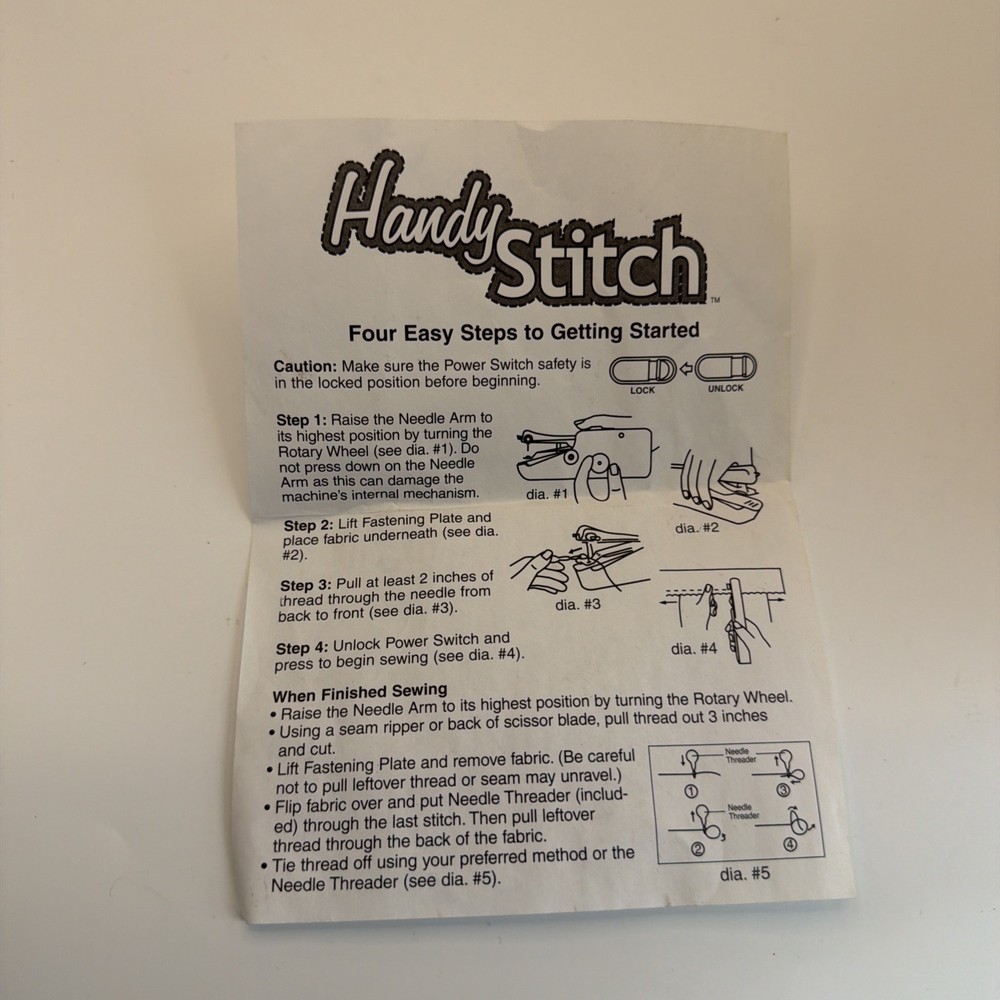 Handy
Stitch™
Four Easy Steps to Getting Started
Caution: Make sure the Power Switch safety is
in the locked position before beginning.
LOCK
UNLOCK
Step 1: Raise the Needle Arm to
its highest position by turning the
Rotary Wheel (see dia. #1). Do
not press down on the Needle
Arm as this can damage the
machine's internal mechanism.
dia. #1
dia. #2
Step 2: Lift Fastening Plate and
place fabric underneath (see dia.
#2).
Step 3: Pull at least 2 inches of
thread through the needle from
back to front (see dia. #3).
dia. #3
Step 4: Unlock Power Switch and
press to begin sewing (see dia. #4).
dia. #4
When Finished Sewing
• Raise the Needle Arm to its highest position by turning the Rotary Wheel.
• Using a seam ripper or back of scissor blade, pull thread out 3 inches
and cut.
• Lift Fastening Plate and remove fabric. (Be careful
not to pull leftover thread or seam may unravel.)
• Flip fabric over and put Needle Threader (includ-
ed) through the last stitch. Then pull leftover
thread through the back of the fabric.
• Tie thread off using your preferred method or the
Needle Threader (see dia. #5).
Needle
Threader
①
③
Needle
Threader
②
④
dia. #5